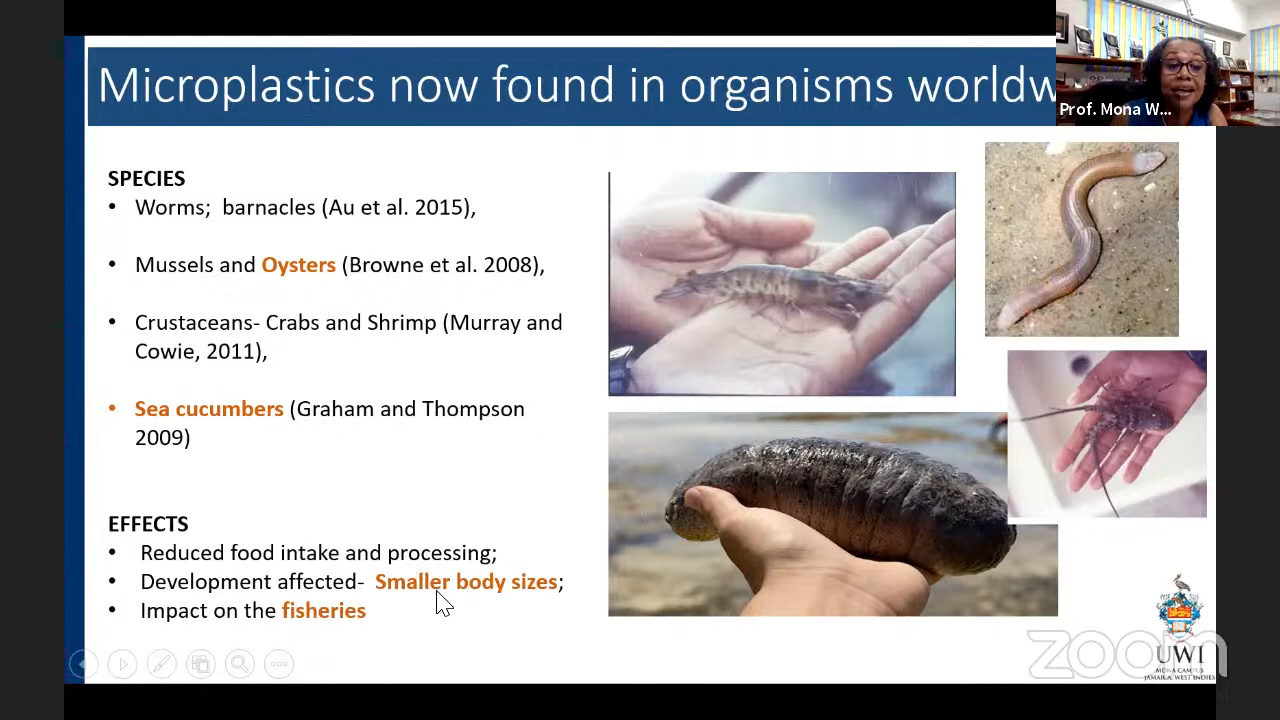 Microplastics now found in organisms worldw
Prof. Mona W...
SPECIES
• Worms;  barnacles (Au et al. 2015),
• Mussels and Oysters (Browne et al. 2008),
• Crustaceans- Crabs and Shrimp (Murray and
Cowie, 2011),
• Sea cucumbers (Graham and Thompson
2009)
EFFECTS
• Reduced food intake and processing;
• Development affected-  Smaller body sizes;
• Impact on the fisheries
zoom
UWI
MONA CAMPUS
JAMAICA, WEST INDIES